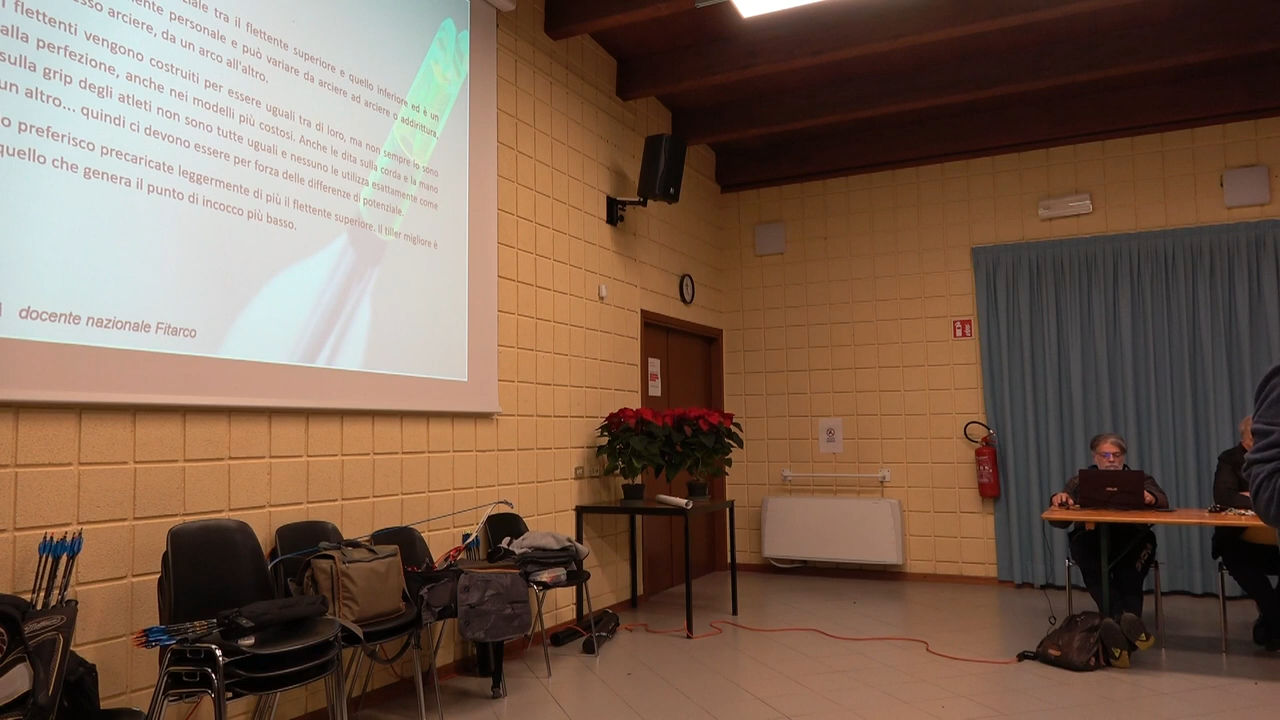 ziale tra il flettente superiore e quello inferiore ed è un
mente personale e può variare da arciere ad arciere o addirittura,
sso arciere, da un arco all'altro.
flettenti vengono costruiti per essere uguali tra di loro, ma non sempre lo sono
alla perfezione, anche nei modelli più costosi. Anche le dita sulla corda e la mano
sulla grip degli atleti non sono tutte uguali e nessuno le utilizza esattamente come
un altro... quindi ci devono essere per forza delle differenze di potenziale.
o preferisco precaricate leggermente di più il flettente superiore. Il tiller migliore è
quello che genera il punto di incocco più basso.
docente nazionale Fitarco
ASUS